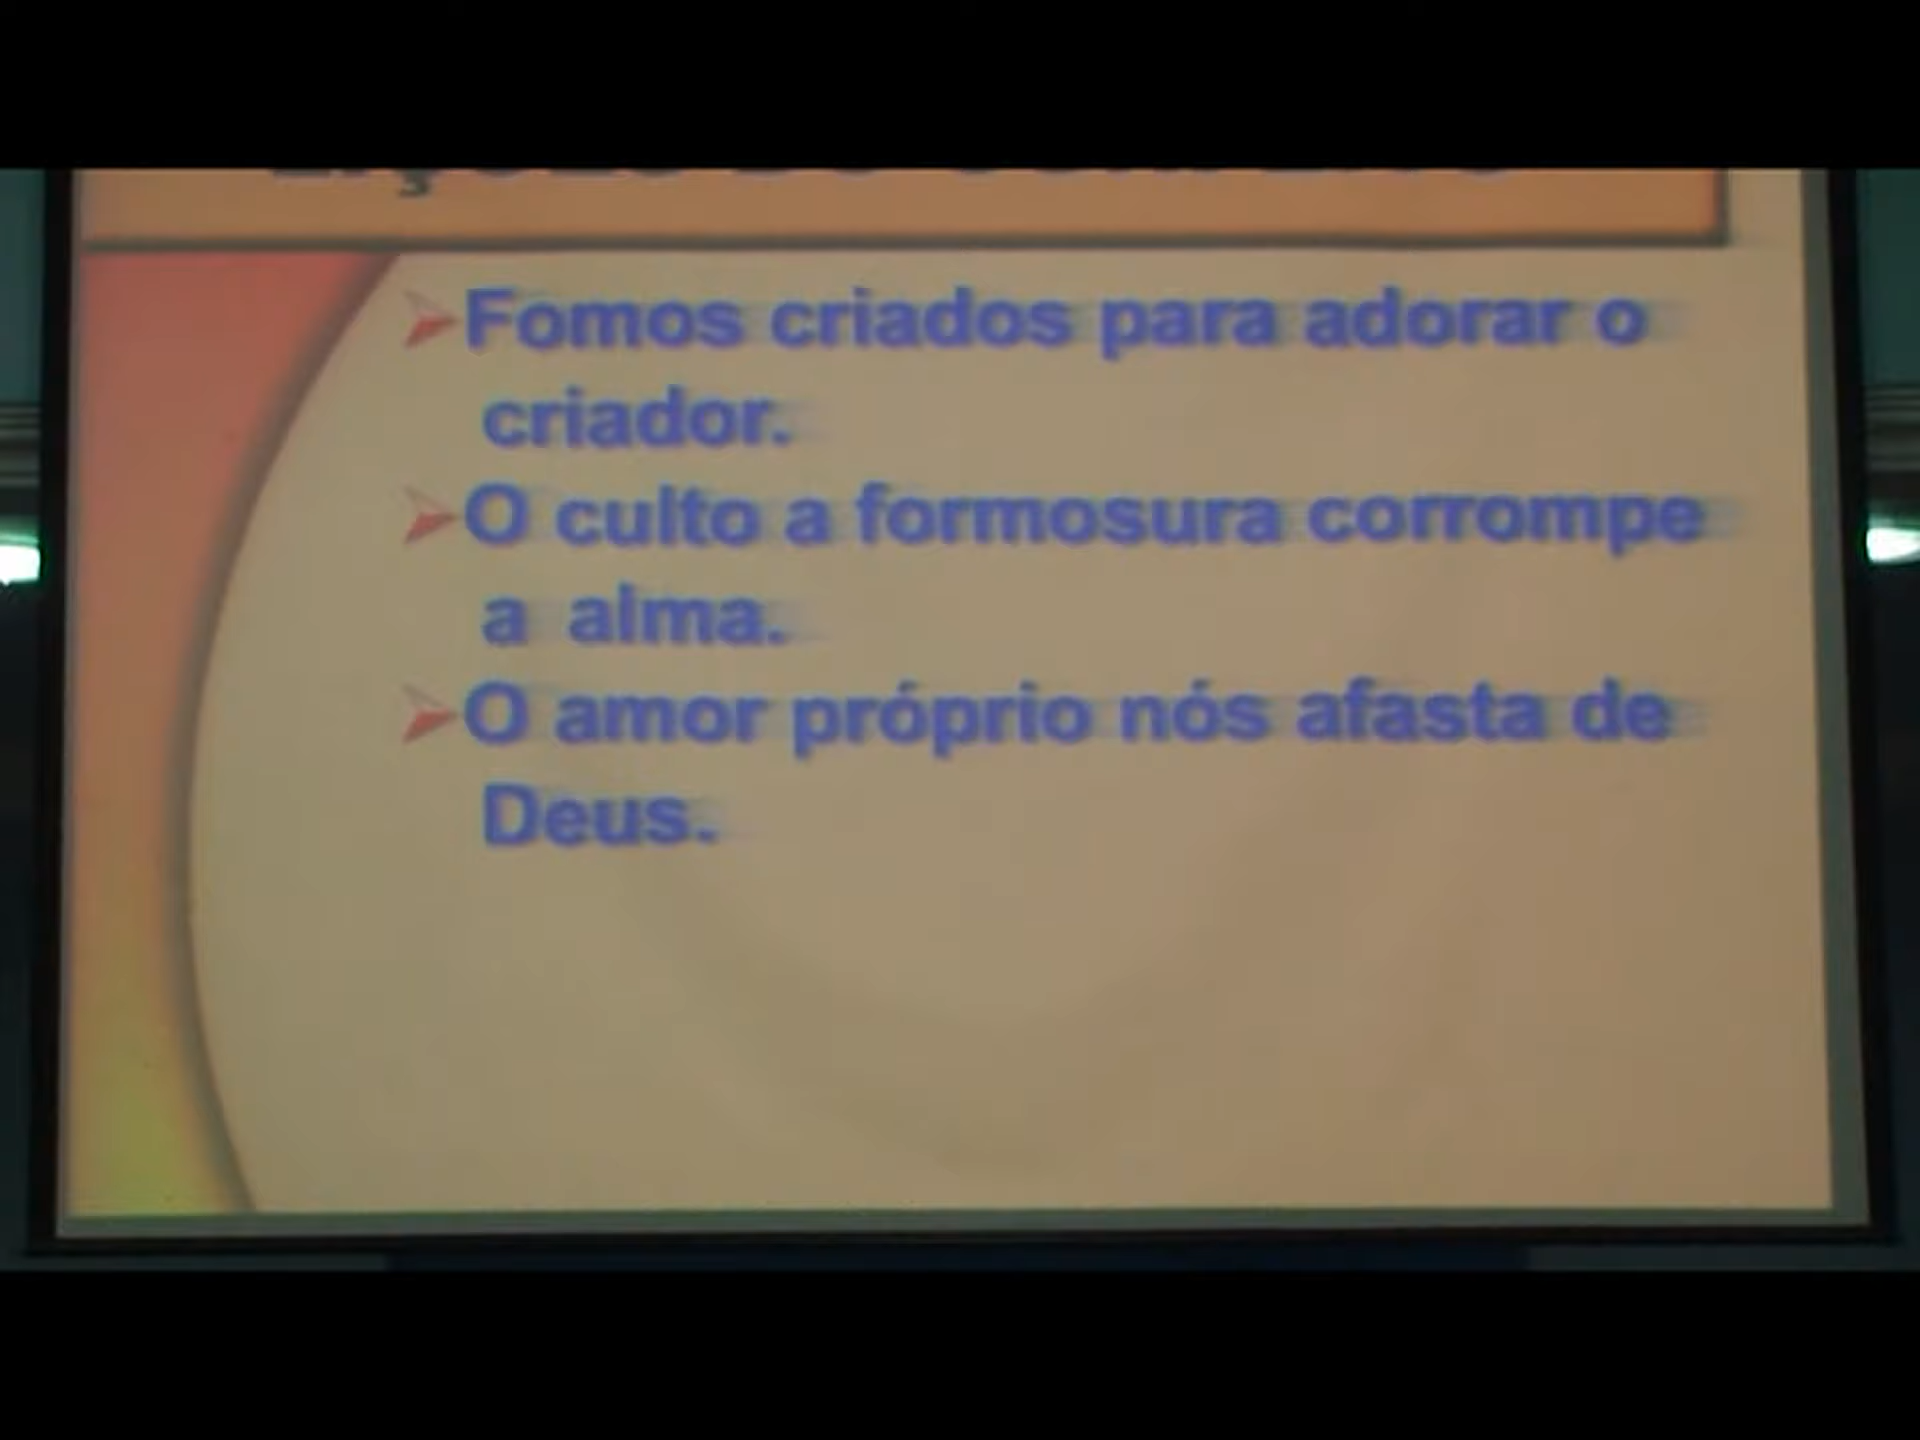 Fomos criados para adorar o
criador.
O culto a formosura corrompe
a alma.
O amor próprio nós afasta de
Deus.